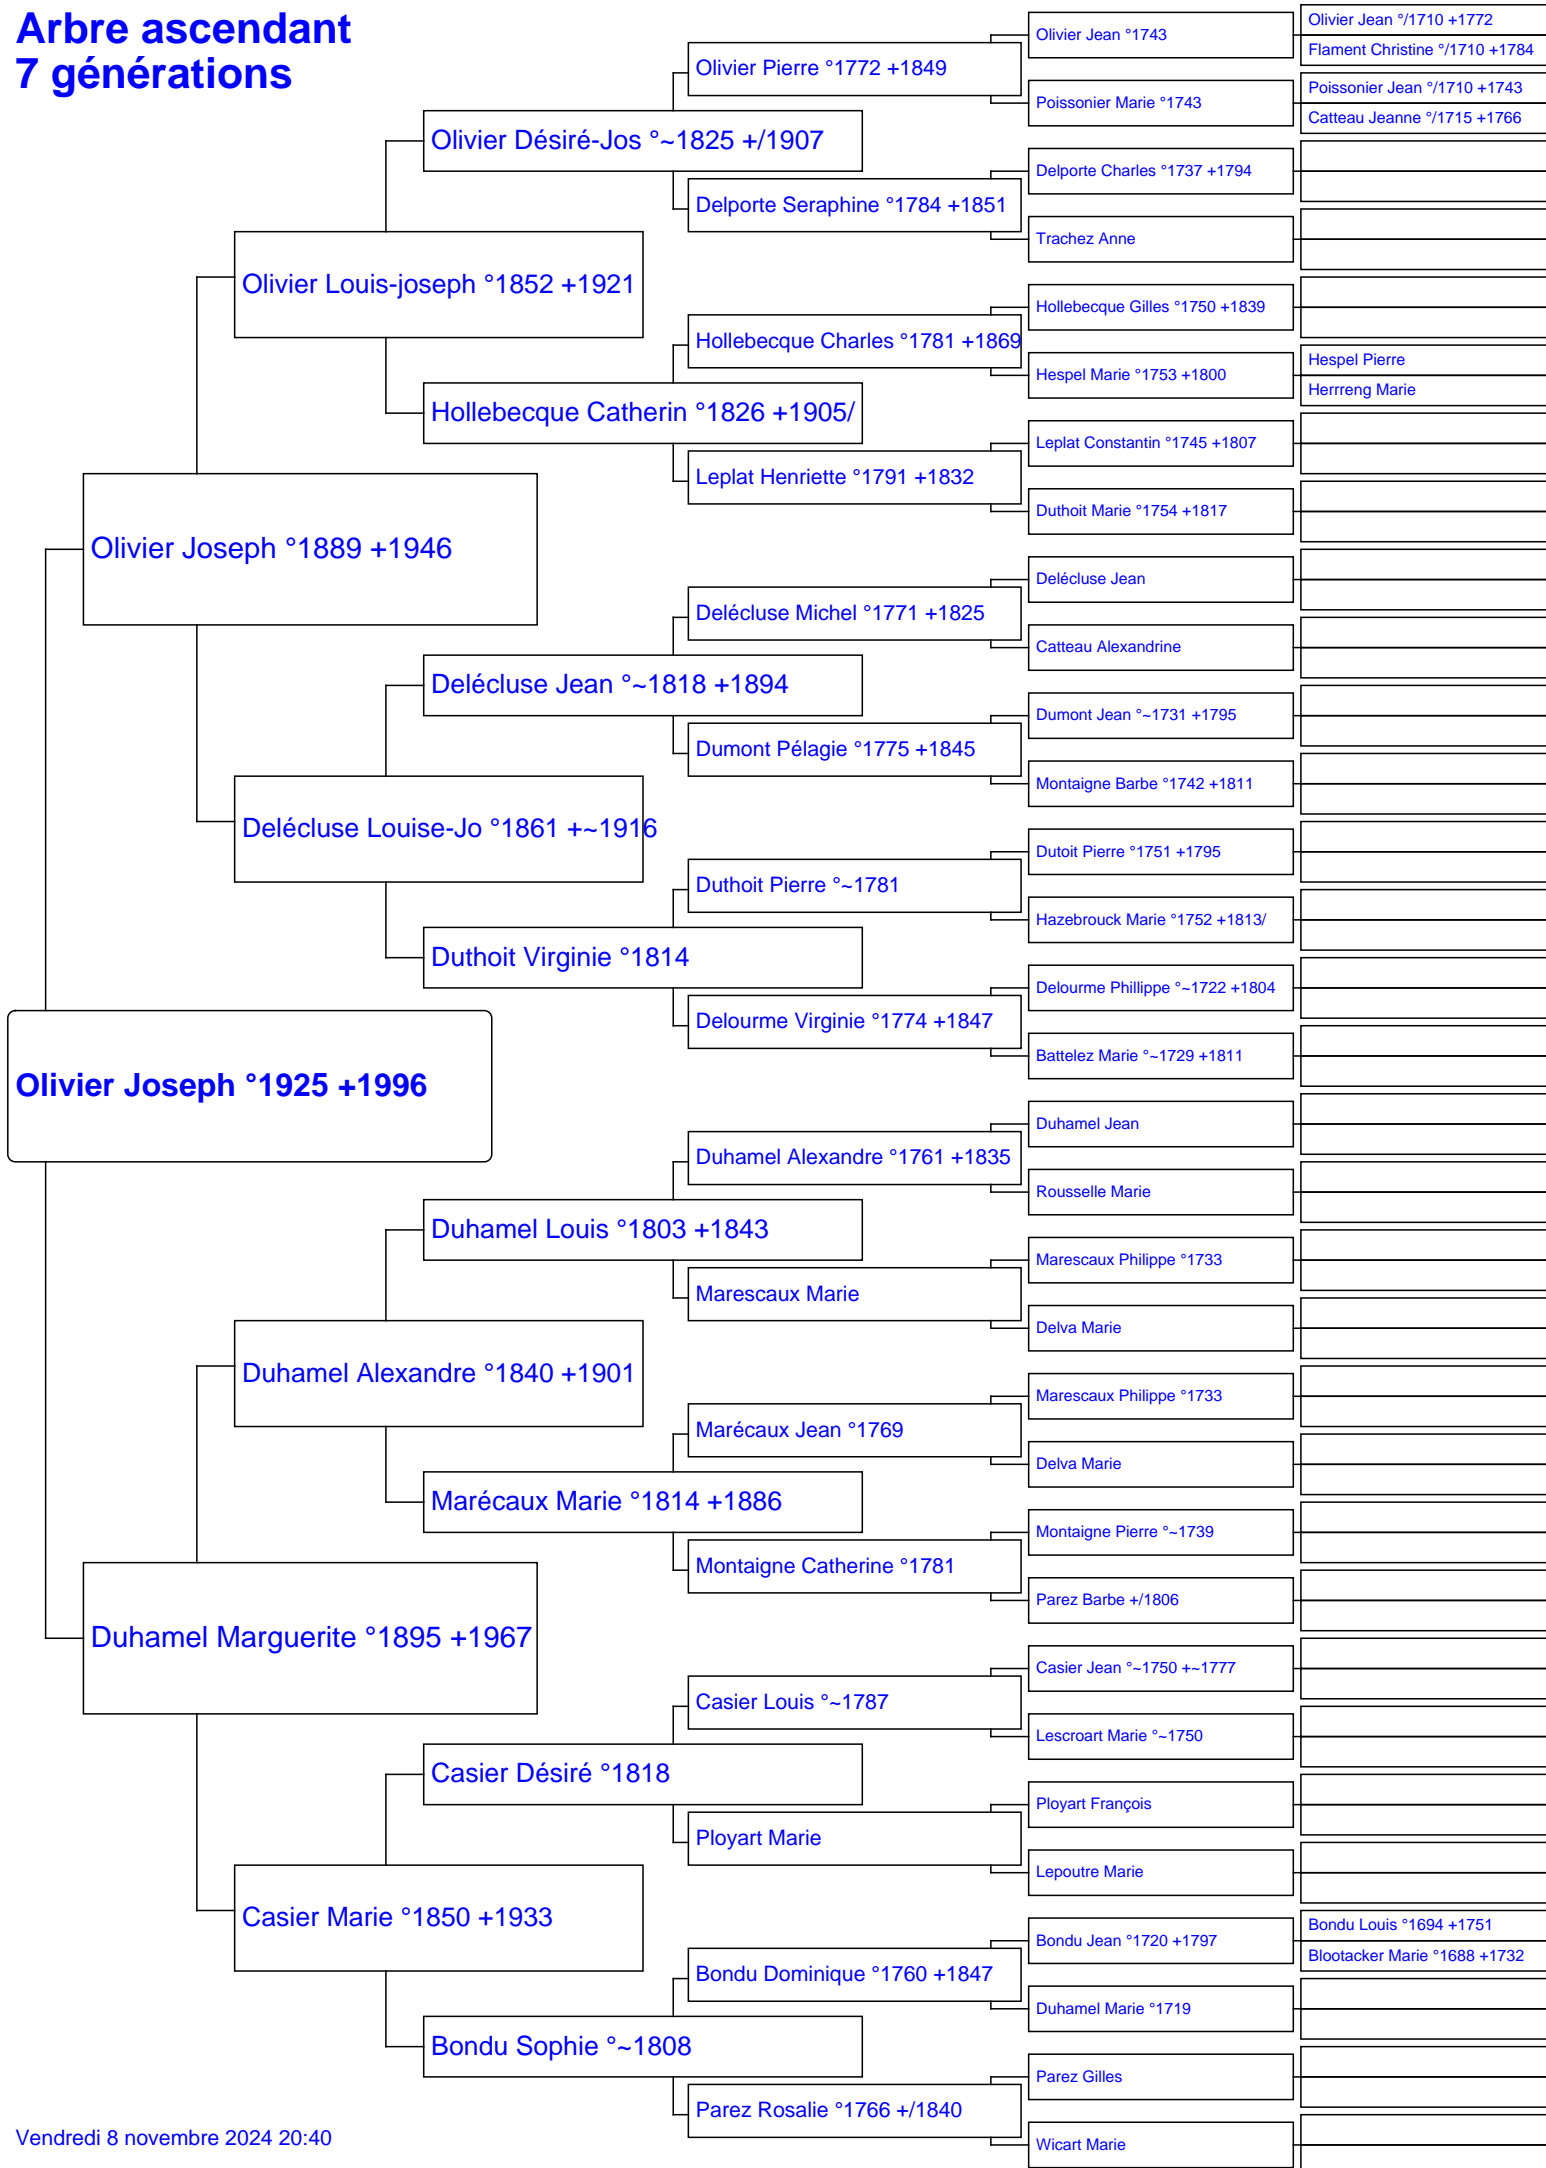 Arbre ascendant
7 générations
Olivier Joseph °1925 +1996
Olivier Joseph °1889 +1946
Duhamel Marguerite °1895 +1967
Olivier Louis-joseph °1852 +1921
Delécluse Louise-Jo °1861 +~1916
Duhamel Alexandre °1840 +1901
Casier Marie °1850 +1933
Olivier Désiré-Jos °~1825 +/1907
Hollebecque Catherin °1826 +1905/
Delécluse Jean °~1818 +1894
Duthoit Virginie °1814
Duhamel Louis °1803 +1843
Marécaux Marie °1814 +1886
Casier Désiré °1818
Bondu Sophie °~1808
Olivier Pierre °1772 +1849
Delporte Seraphine °1784 +1851
Hollebecque Charles °1781 +1869
Leplat Henriette °1791 +1832
Delécluse Michel °1771 +1825
Dumont Pélagie °1775 +1845
Duthoit Pierre °~1781
Delourme Virginie °1774 +1847
Duhamel Alexandre °1761 +1835
Marescaux Marie
Marécaux Jean °1769
Montaigne Catherine °1781
Casier Louis °~1787
Ployart Marie
Bondu Dominique °1760 +1847
Parez Rosalie °1766 +/1840
Olivier Jean °1743
Poissonier Marie °1743
Delporte Charles °1737 +1794
Trachez Anne
Hollebecque Gilles °1750 +1839
Hespel Marie °1753 +1800
Leplat Constantin °1745 +1807
Duthoit Marie °1754 +1817
Delécluse Jean
Catteau Alexandrine
Dumont Jean °~1731 +1795
Montaigne Barbe °1742 +1811
Dutoit Pierre °1751 +1795
Hazebrouck Marie °1752 +1813/
Delourme Phillippe °~1722 +1804
Battelez Marie °~1729 +1811
Duhamel Jean
Rousselle Marie
Marescaux Philippe °1733
Delva Marie
Marescaux Philippe °1733
Delva Marie
Montaigne Pierre °~1739
Parez Barbe +/1806
Casier Jean °~1750 +~1777
Lescroart Marie °~1750
Ployart François
Lepoutre Marie
Bondu Jean °1720 +1797
Duhamel Marie °1719
Parez Gilles
Wicart Marie
Olivier Jean °/1710 +1772
Flament Christine °/1710 +1784
Poissonier Jean °/1710 +1743
Catteau Jeanne °/1715 +1766
Hespel Pierre
Herrreng Marie
Bondu Louis °1694 +1751
Blootacker Marie °1688 +1732
Vendredi 8 novembre 2024 20:40